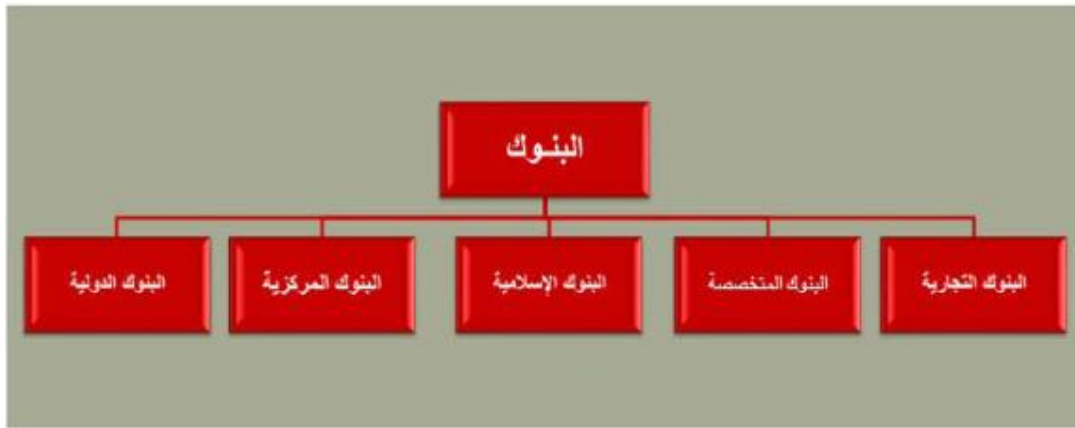 البنوك
البنوك التجارية
البنوك المتخصصة
البنوك الإسلامية
البنوك المركزية
البنوك الدولية